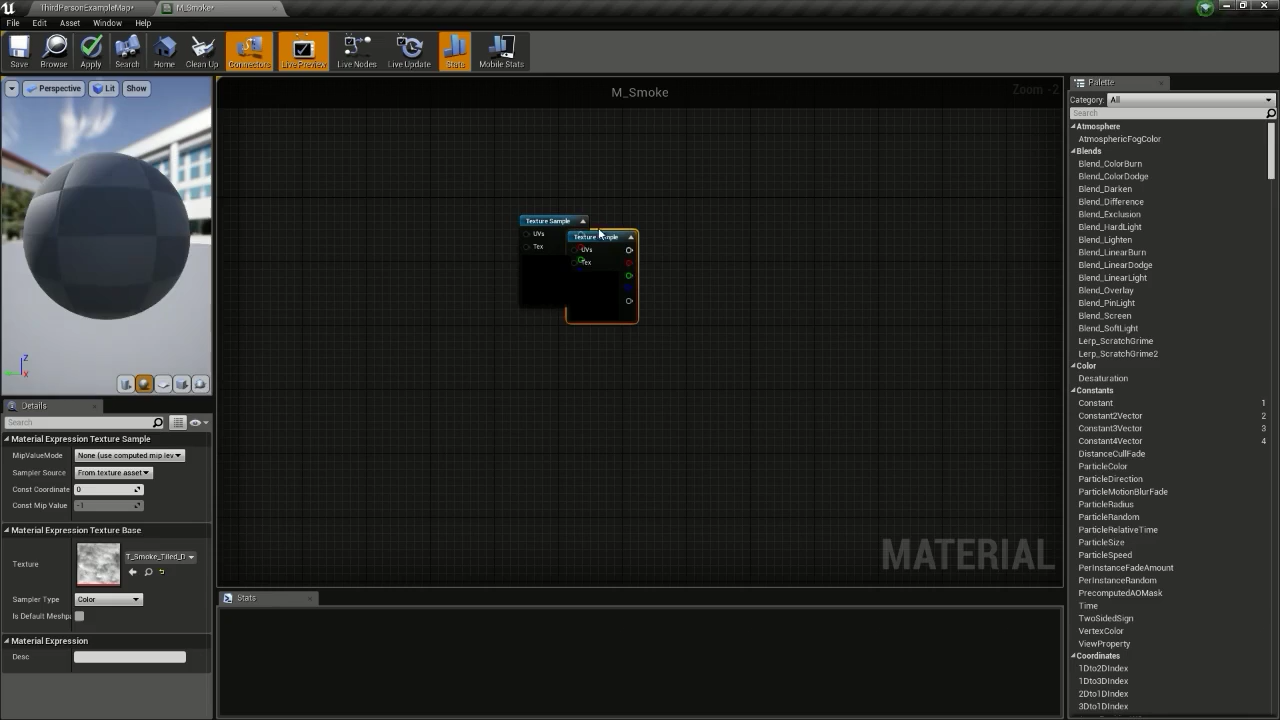 ThirdPersonExampleMap*
M_Smoke*
File Edit Asset Window Help
Save Browse Apply Search Home Clean Up Connectors Live Preview Live Nodes Live Update Stats Mobile Stats
Perspective Lit Show
M_Smoke
Zoom -2
Texture Sample
UVs
Tex
Texture Sample
UVs
Tex
MATERIAL
Z
X
Details
Search
Material Expression Texture Sample
MipValueMode None (use computed mip lev
Sampler Source From texture asset
Const Coordinate 0
Const Mip Value -1
Material Expression Texture Base
Texture T_Smoke_Tiled_D
Sampler Type Color
Is Default Meshpa
Material Expression
Desc
Stats
Palette
Category: All
Search
Atmosphere
AtmosphericFogColor
Blends
Blend_ColorBurn
Blend_ColorDodge
Blend_Darken
Blend_Difference
Blend_Exclusion
Blend_HardLight
Blend_Lighten
Blend_LinearBurn
Blend_LinearDodge
Blend_LinearLight
Blend_Overlay
Blend_PinLight
Blend_Screen
Blend_SoftLight
Lerp_ScratchGrime
Lerp_ScratchGrime2
Color
Desaturation
Constants
Constant 1
Constant2Vector 2
Constant3Vector 3
Constant4Vector 4
DistanceCullFade
ParticleColor
ParticleDirection
ParticleMotionBlurFade
ParticleRadius
ParticleRandom
ParticleRelativeTime
ParticleSize
ParticleSpeed
PerInstanceFadeAmount
PerInstanceRandom
PrecomputedAOMask
Time
TwoSidedSign
VertexColor
ViewProperty
Coordinates
1Dto2DIndex
1Dto3DIndex
2Dto1DIndex
3Dto1DIndex